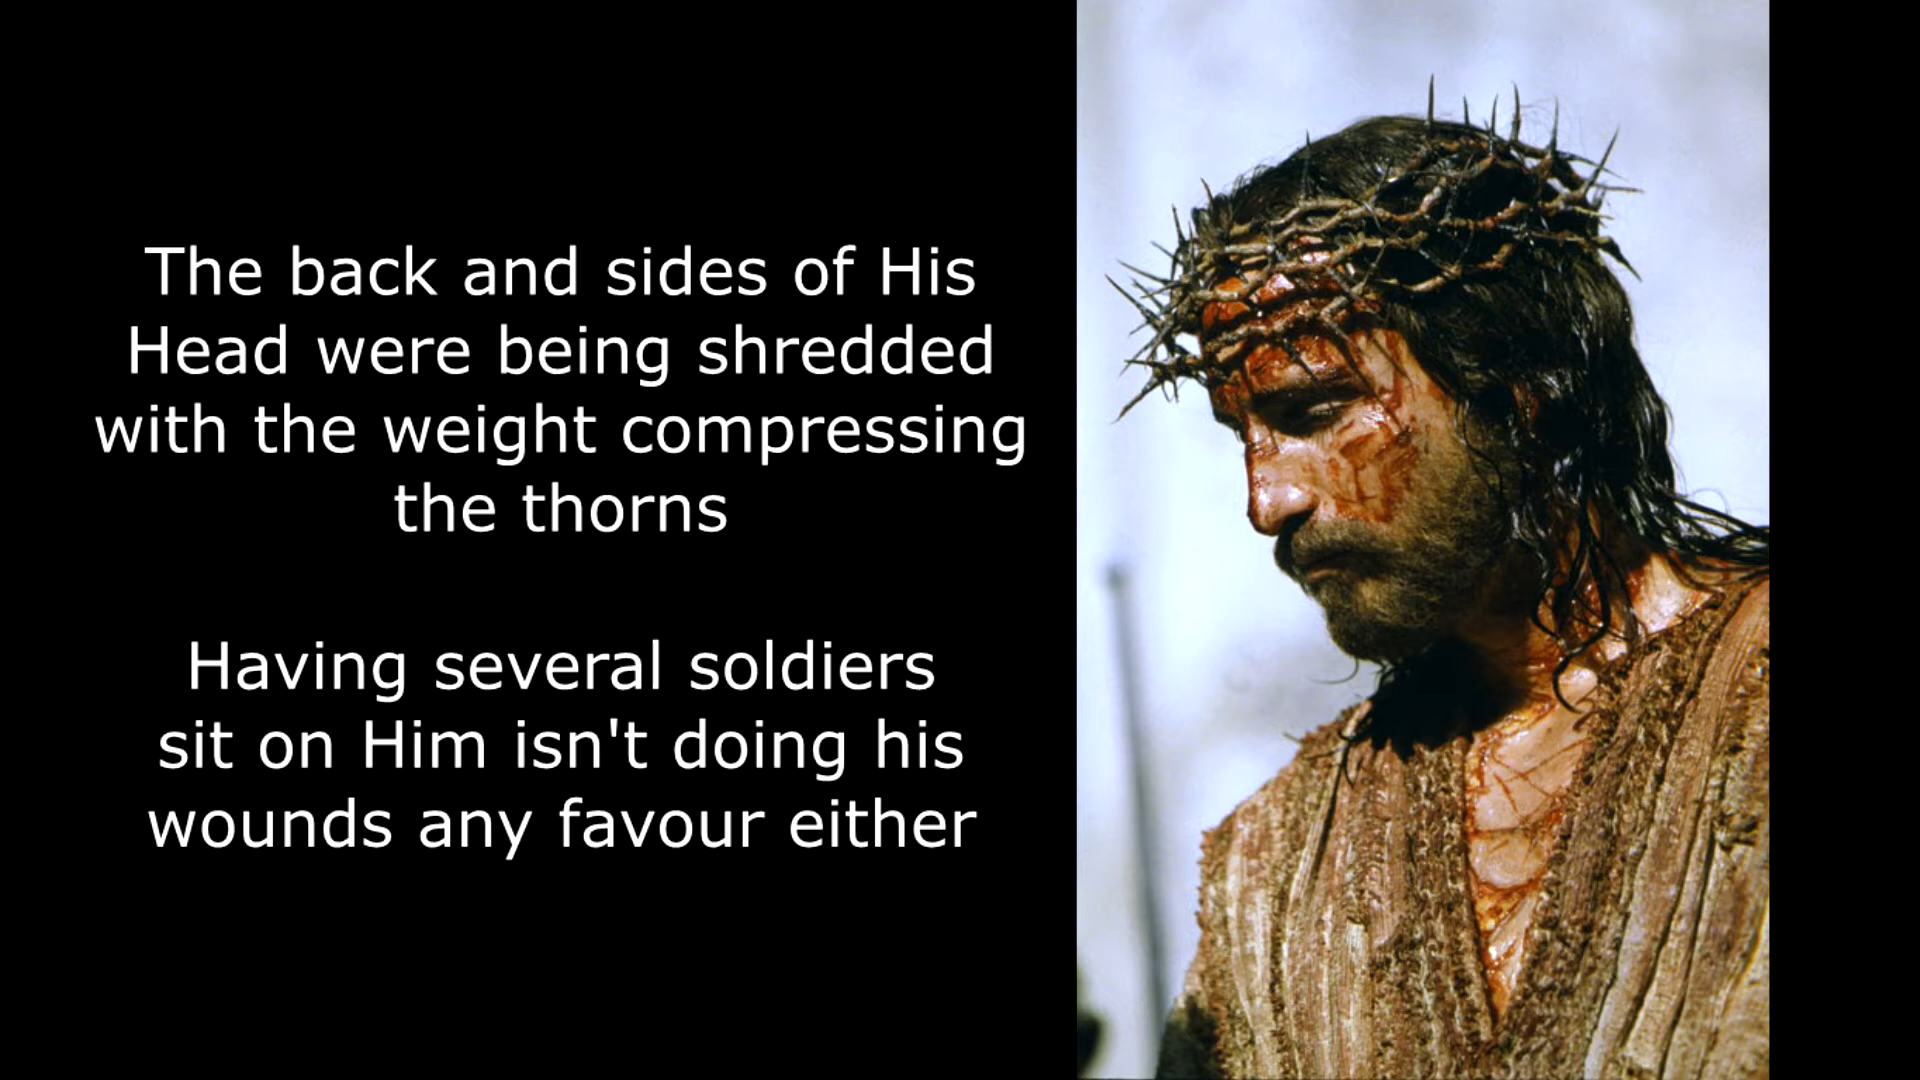 The back and sides of His
Head were being shredded
with the weight compressing
the thorns
Having several soldiers
sit on Him isn't doing his
wounds any favour either